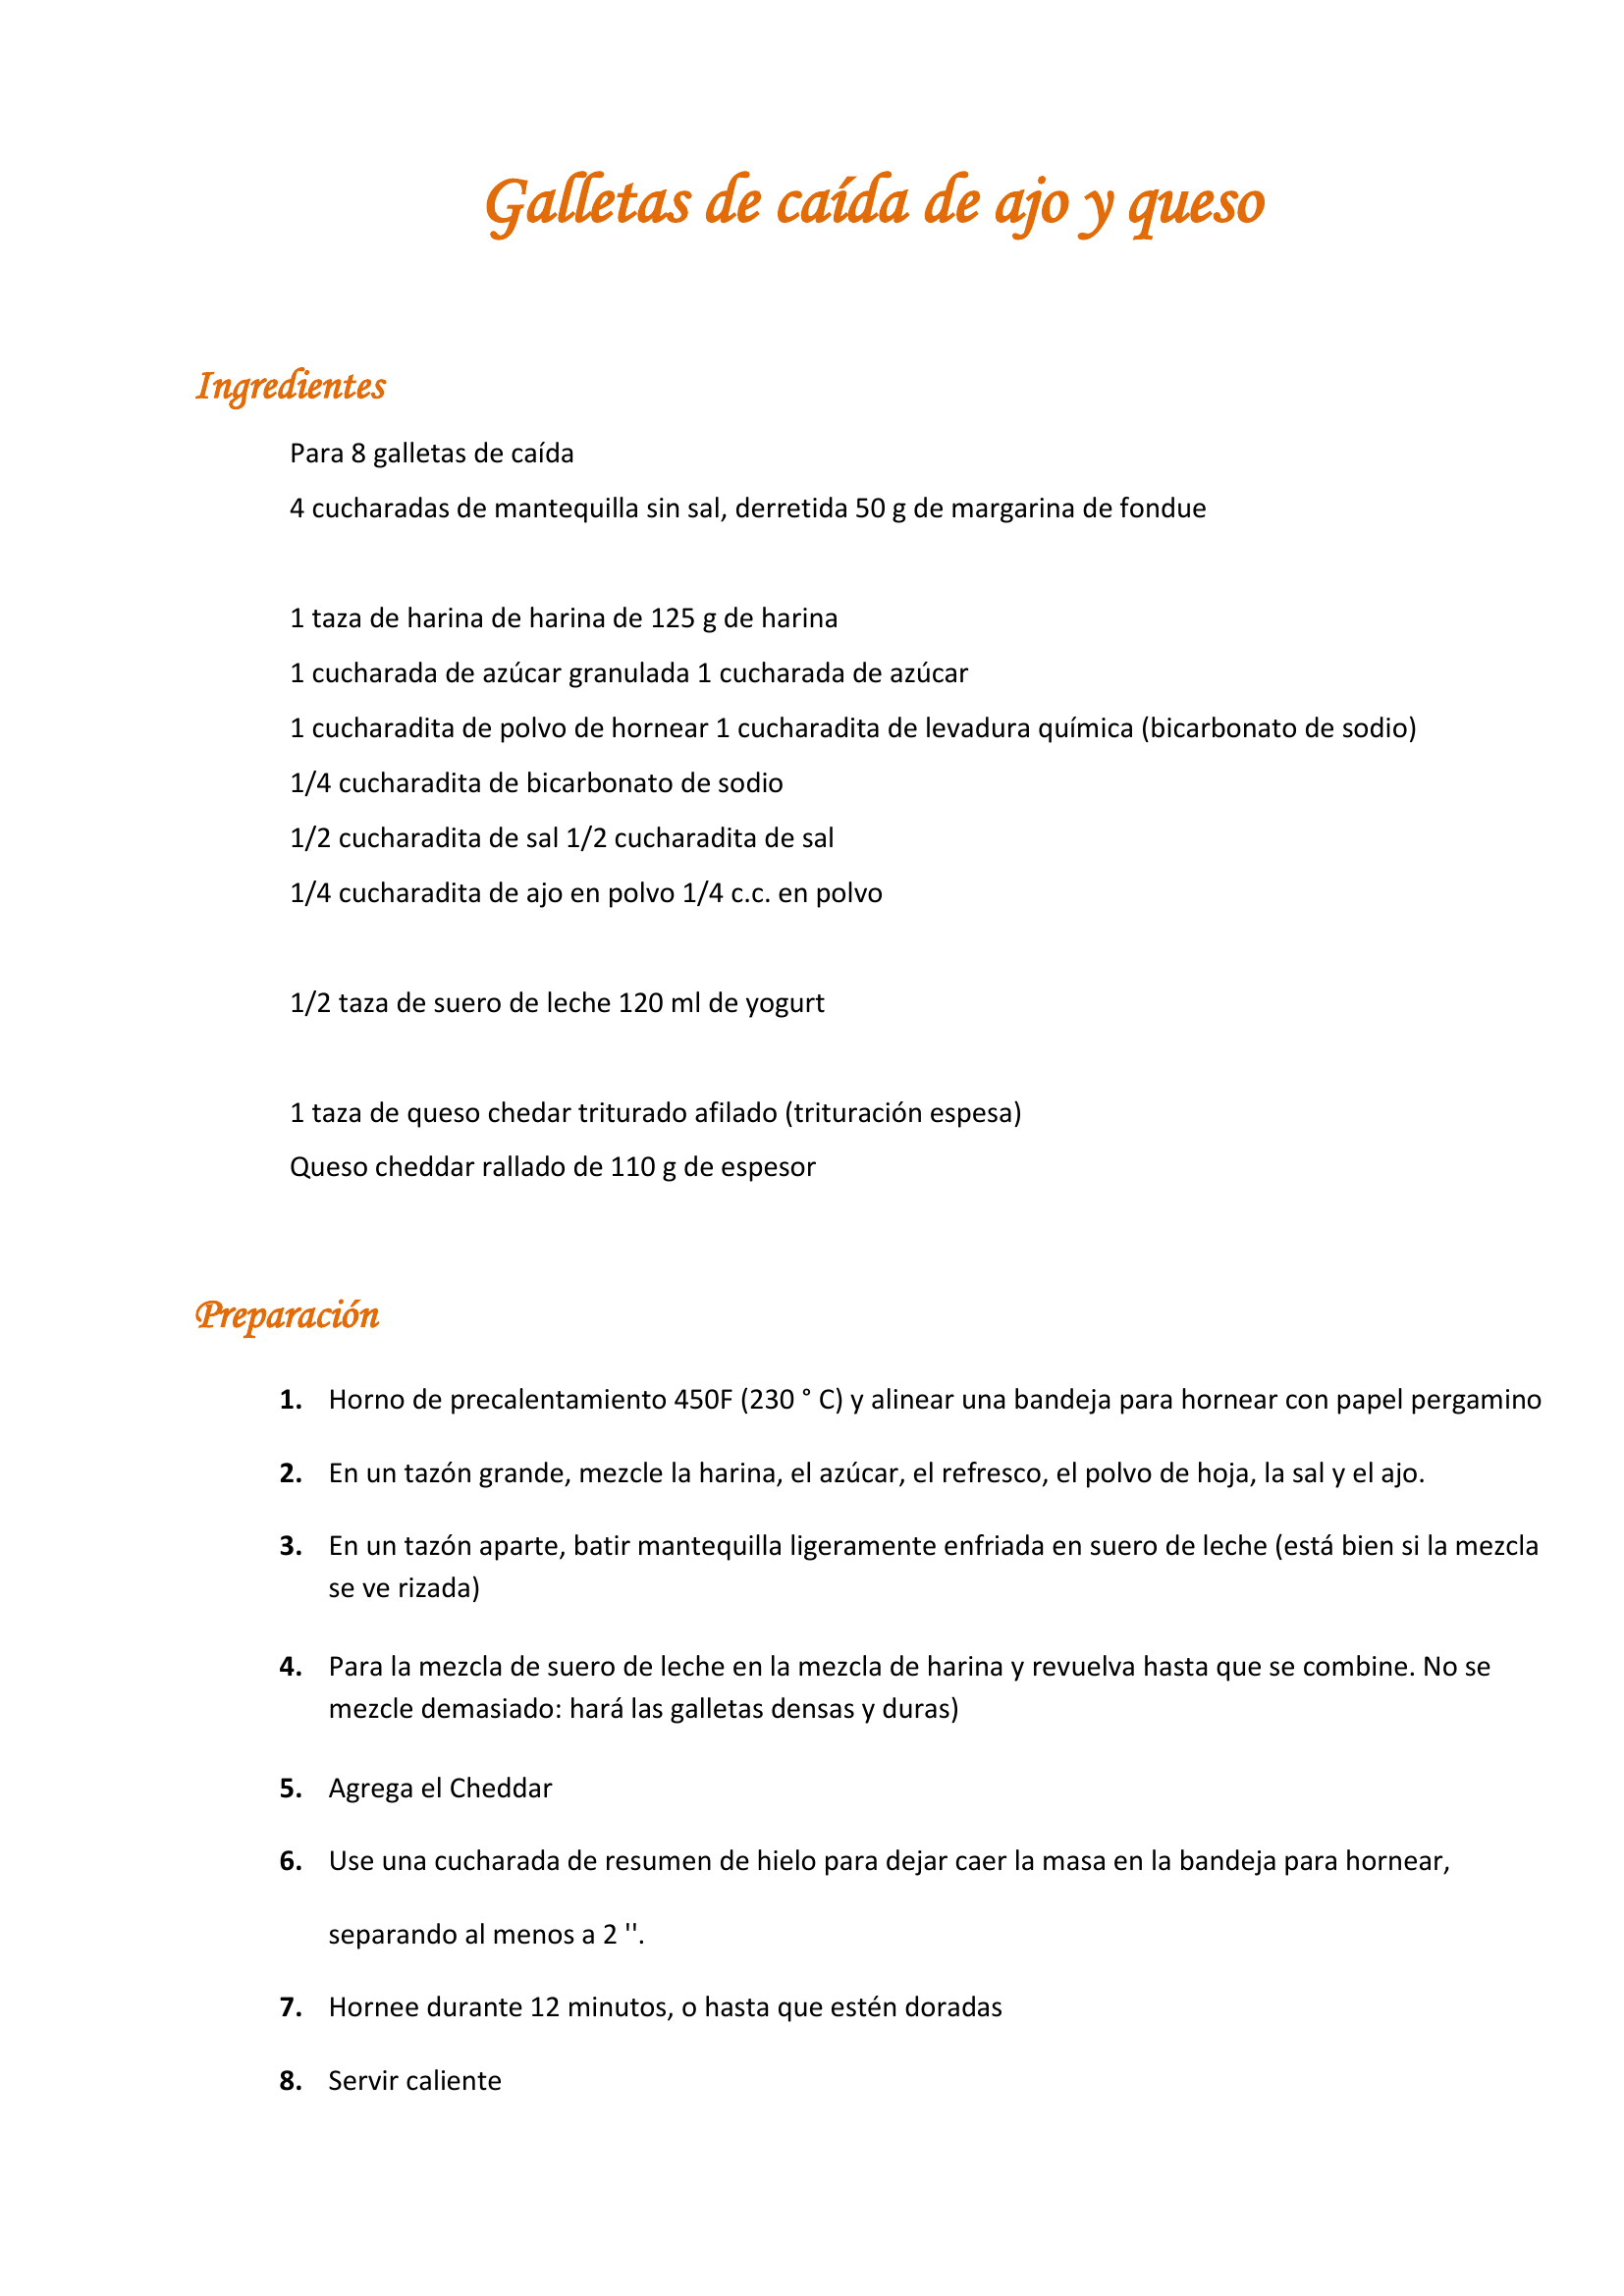 Galletas de caída de ajo y queso
Ingredientes
Para 8 galletas de caída
4 cucharadas de mantequilla sin sal, derretida 50 g de margarina de fondue
1 taza de harina de harina de 125 g de harina
1 cucharada de azúcar granulada 1 cucharada de azúcar
1 cucharadita de polvo de hornear 1 cucharadita de levadura química (bicarbonato de sodio)
1/4 cucharadita de bicarbonato de sodio
1/2 cucharadita de sal 1/2 cucharadita de sal
1/4 cucharadita de ajo en polvo 1/4 c.c. en polvo
1/2 taza de suero de leche 120 ml de yogurt
1 taza de queso chedar triturado afilado (trituración espesa)
Queso cheddar rallado de 110 g de espesor
Preparación
1. Horno de precalentamiento 450F (230 ° C) y alinear una bandeja para hornear con papel pergamino
2. En un tazón grande, mezcle la harina, el azúcar, el refresco, el polvo de hoja, la sal y el ajo.
3. En un tazón aparte, batir mantequilla ligeramente enfriada en suero de leche (está bien si la mezcla
se ve rizada)
4. Para la mezcla de suero de leche en la mezcla de harina y revuelva hasta que se combine. No se
mezcle demasiado: hará las galletas densas y duras)
5. Agrega el Cheddar
6. Use una cucharada de resumen de hielo para dejar caer la masa en la bandeja para hornear,
separando al menos a 2 ''.
7. Hornee durante 12 minutos, o hasta que estén doradas
8. Servir caliente